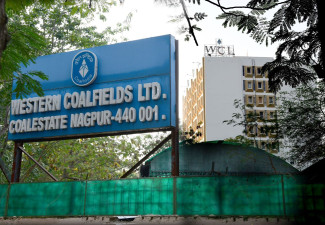 WCL
WESTERN COALFIELDS LTD.
COALESTATE NAGPUR-440 001.